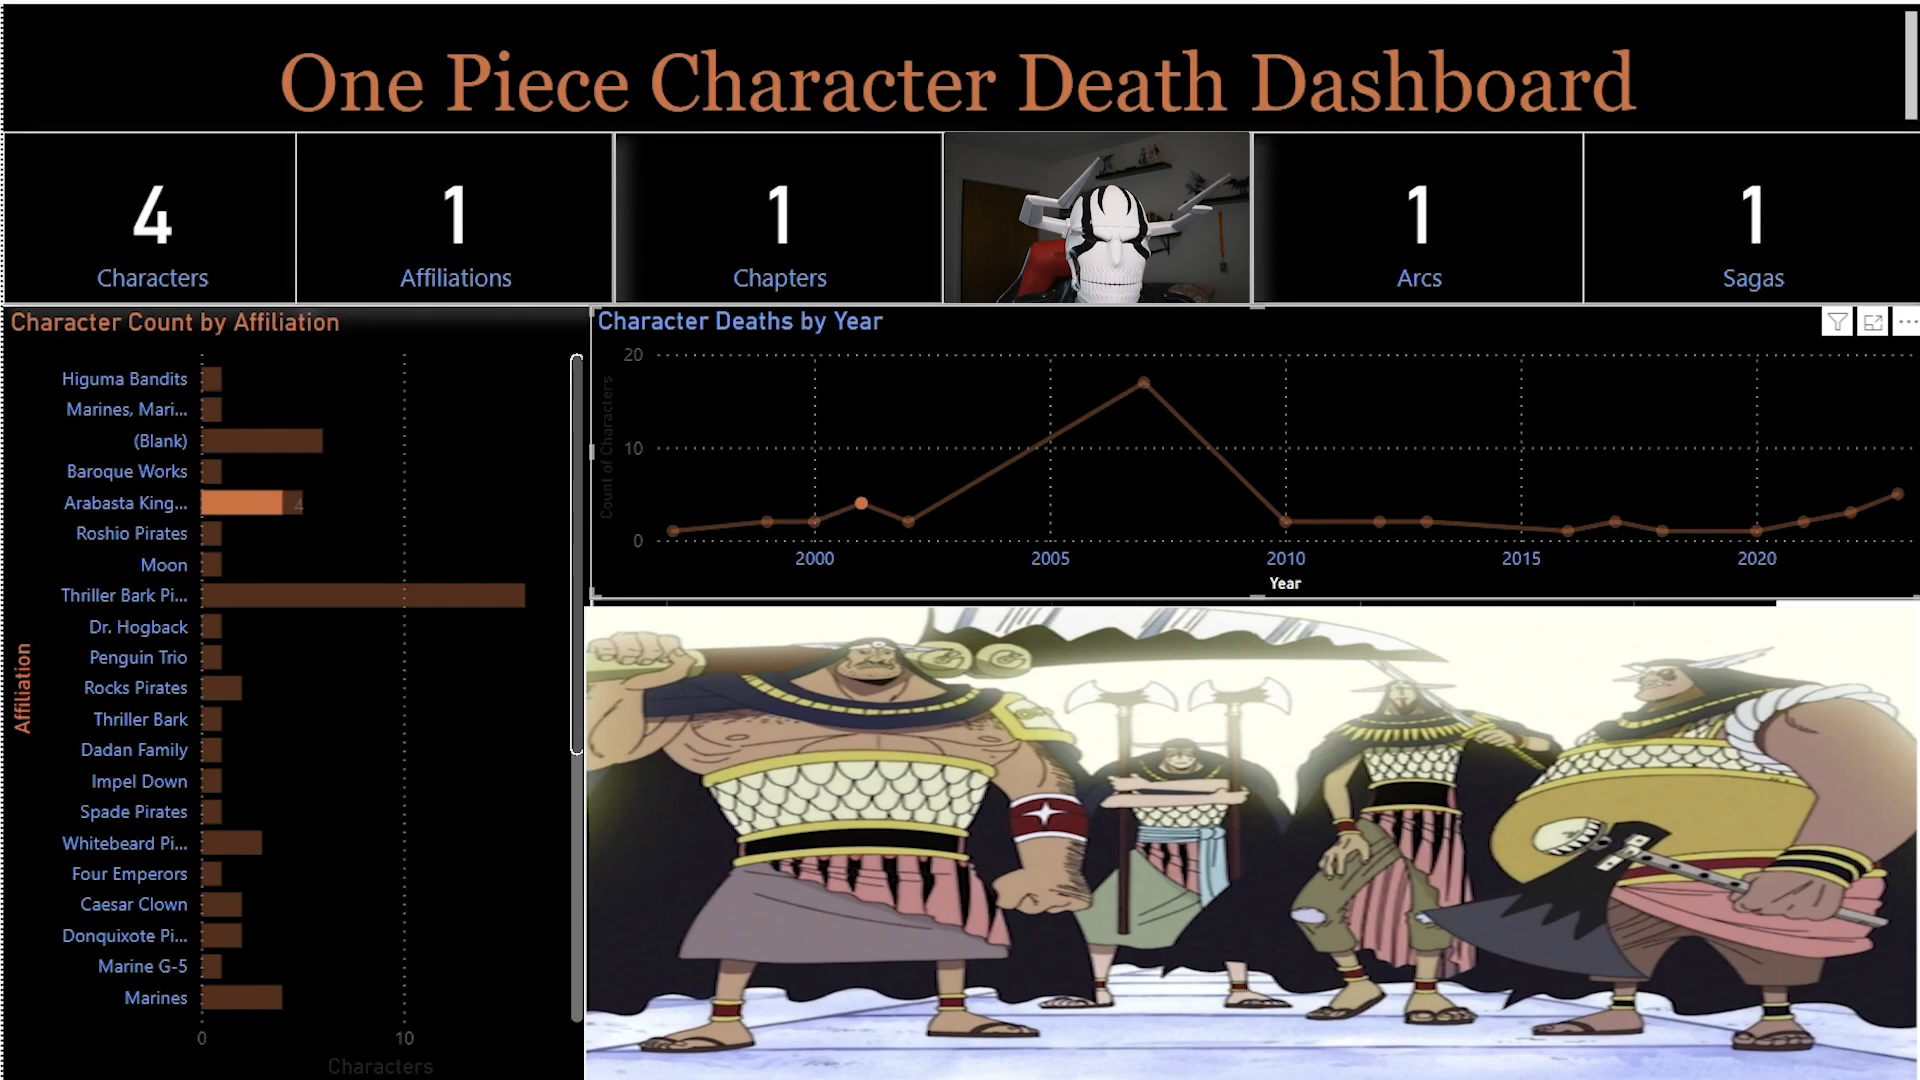 One Piece Character Death Dashboard
4
Characters
1
Affiliations
1
Chapters
1
Arcs
1
Sagas
Character Count by Affiliation
Affiliation
Higuma Bandits
Marines, Mari...
(Blank)
Baroque Works
Arabasta King...
4
Roshio Pirates
Moon
Thriller Bark Pi...
Dr. Hogback
Penguin Trio
Rocks Pirates
Thriller Bark
Dadan Family
Impel Down
Spade Pirates
Whitebeard Pi...
Four Emperors
Caesar Clown
Donquixote Pi...
Marine G-5
Marines
0 10
Characters
Character Deaths by Year
Count of Characters
20
10
0
2000 2005 2010 2015 2020
Year